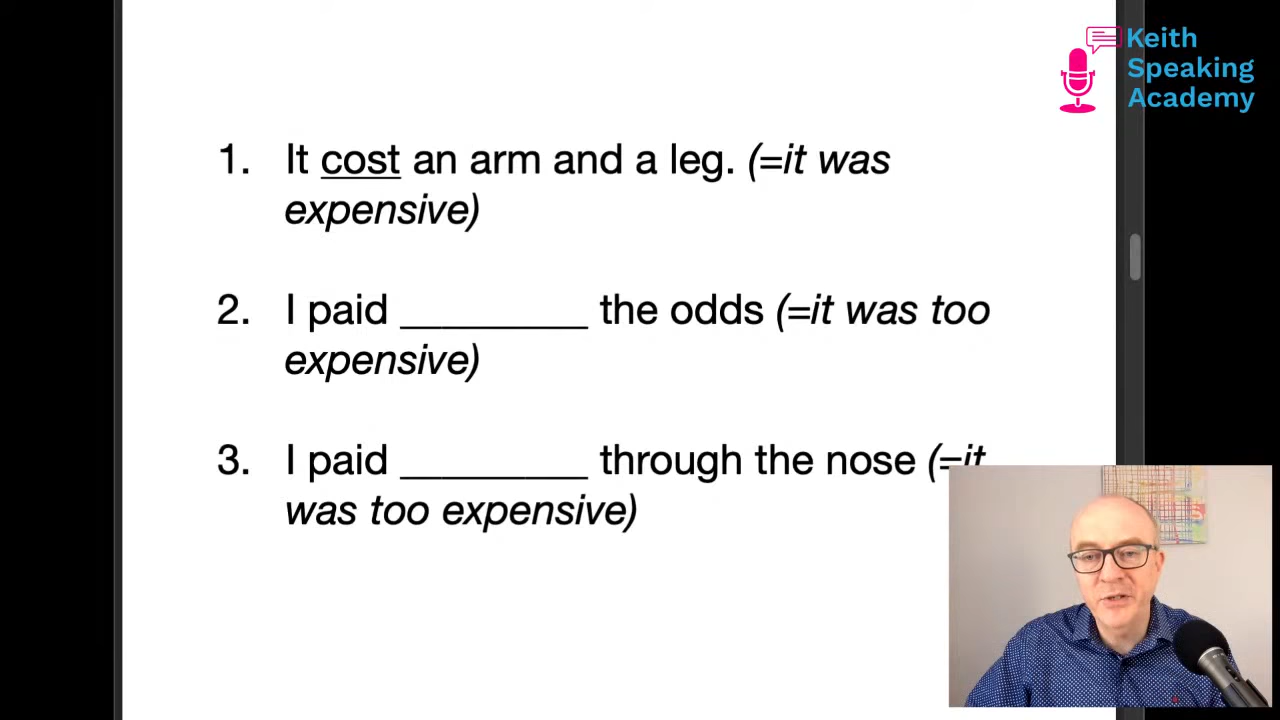 Keith
Speaking
Academy
1. It cost an arm and a leg. (=it was
expensive)
2. I paid _________ the odds (=it was too
expensive)
3. I paid _________ through the nose (=it
was too expensive)